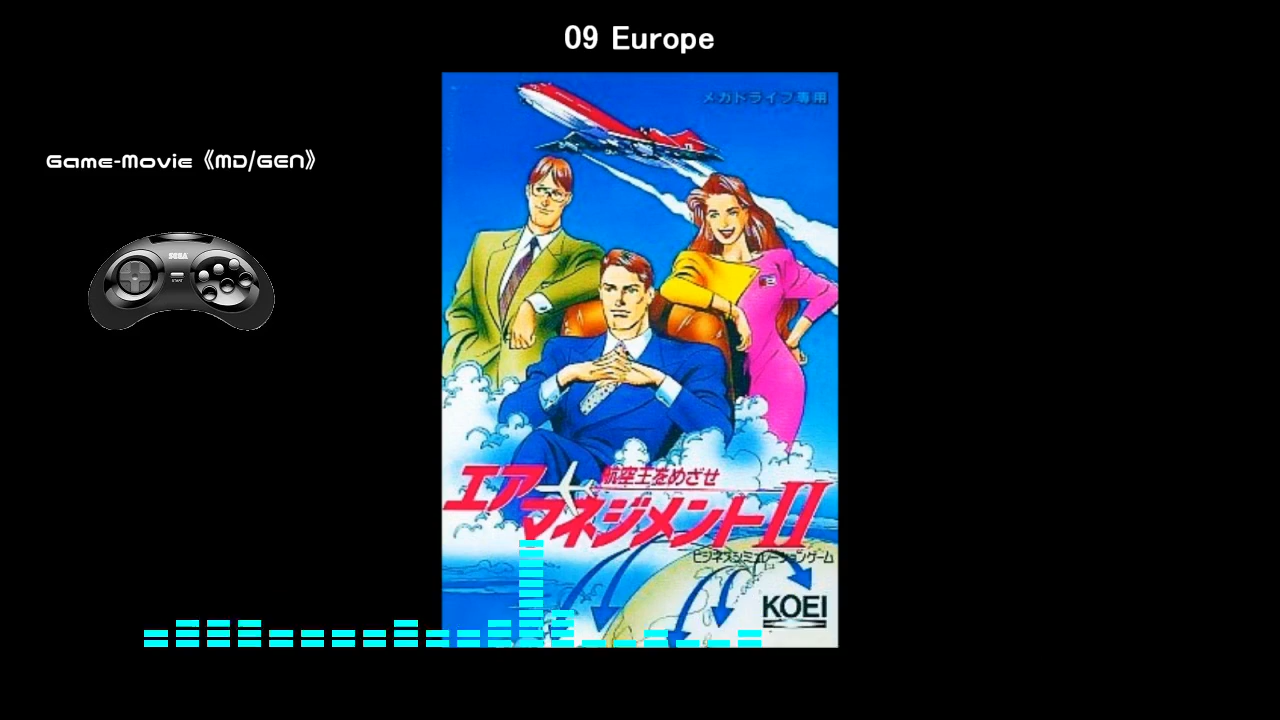 09 Europe
メガドライブ専用
Game-Movie《MD/GEN》
SEGA
START
航空王をめざせ
エアマネジメントII
ビジネスシミュレーションゲーム
KOEI